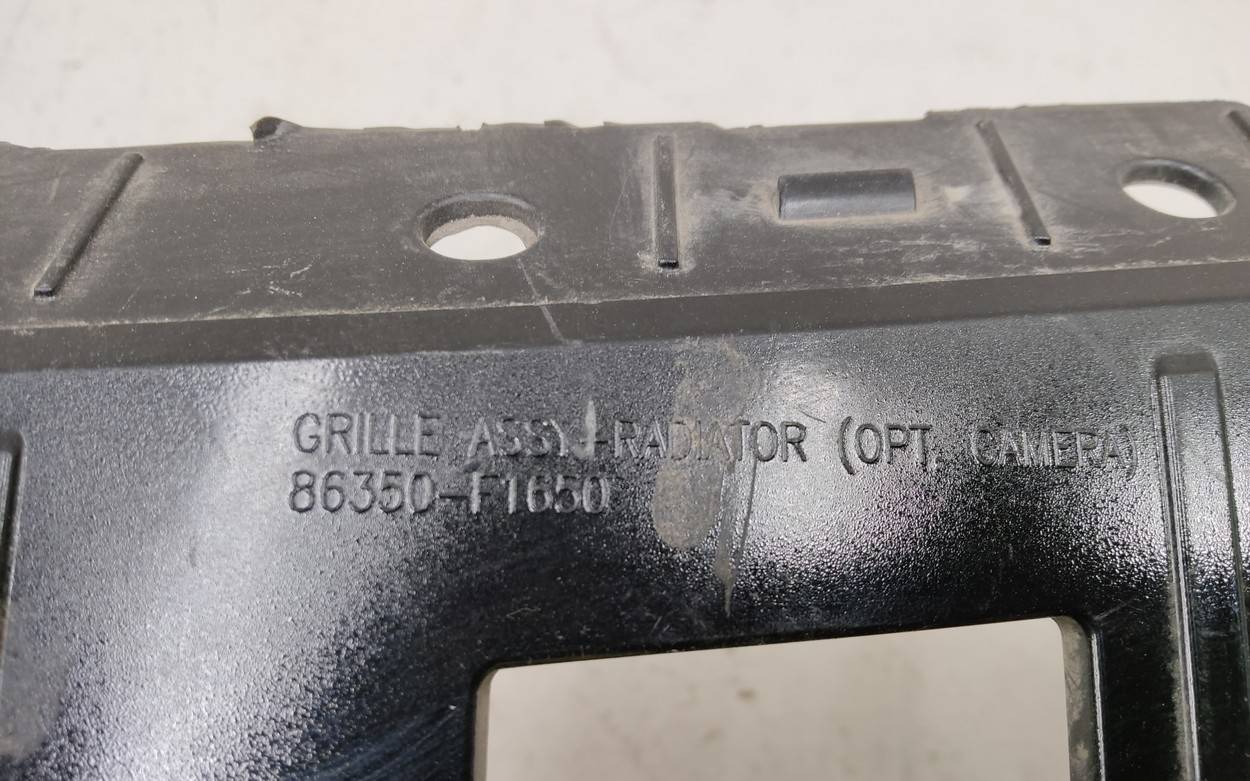 GRILLE ASSY-RADIATOR (OPT. CAMERA)
86350-F1650